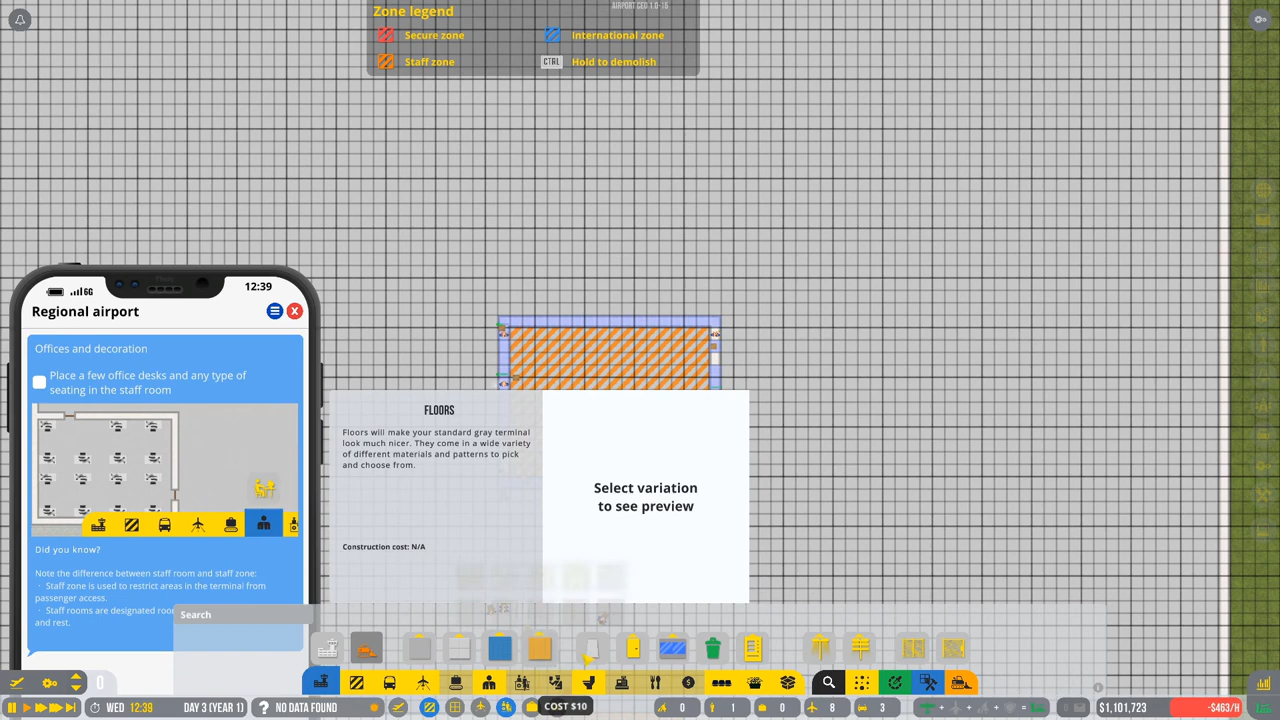 AIRPORT CEO 1.0-15
Zone legend
Secure zone
International zone
Staff zone
CTRL
Hold to demolish
6G
12:39
Regional airport
Offices and decoration
Place a few office desks and any type of
seating in the staff room
Did you know?
Note the difference between staff room and staff zone:
· Staff zone is used to restrict areas in the terminal from
passenger access.
· Staff rooms are designated
and rest.
FLOORS
Floors will make your standard gray terminal
look much nicer. They come in a wide variety
of different materials and patterns to pick
and choose from.
Construction cost: N/A
Select variation
to see preview
Search
0
WED 12:39
DAY 3 (YEAR 1)
? NO DATA FOUND
COST $10
0
1
0
8
3
0
$1,101,723
-$463/H